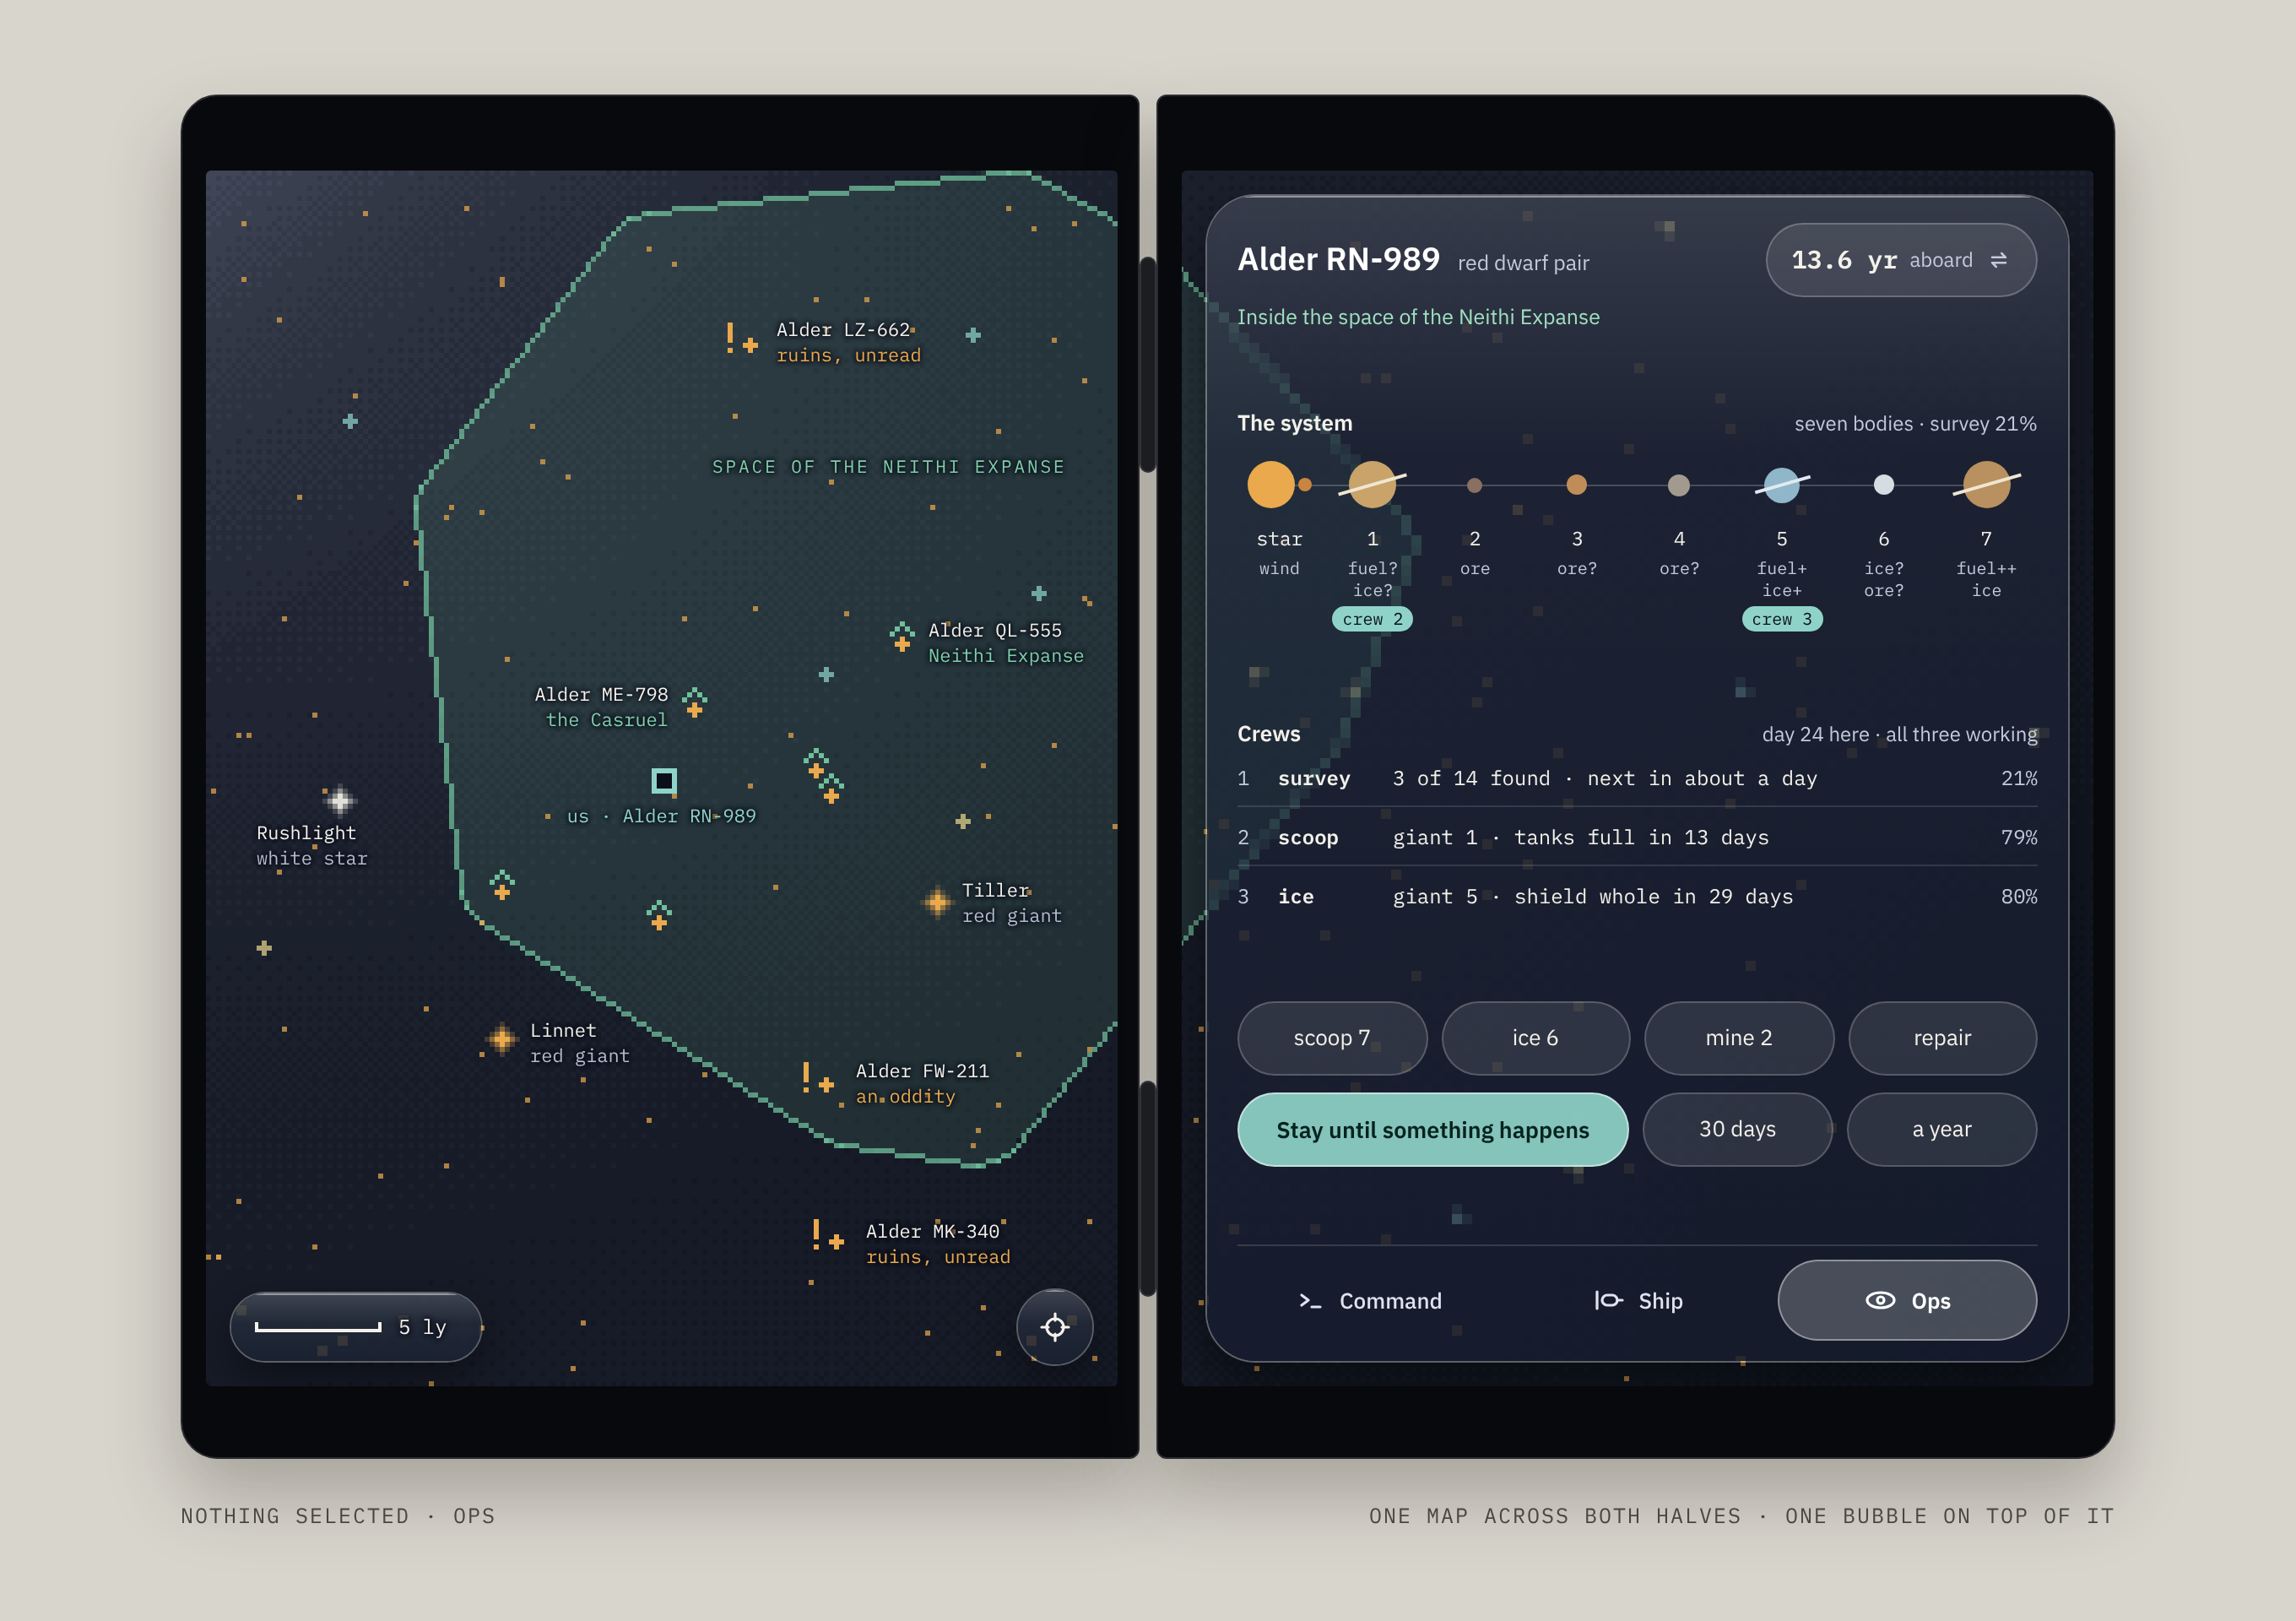 Alder LZ-662
ruins, unread
SPACE OF THE NEITHI EXPANSE
Alder QL-555
Neithi Expanse
Alder ME-798
the Casruel
us · Alder RN-989
Rushlight
white star
Tiller
red giant
Linnet
red giant
Alder FW-211
an oddity
Alder MK-340
ruins, unread
5 ly
Alder RN-989 red dwarf pair
13.6 yr aboard
Inside the space of the Neithi Expanse
The system seven bodies · survey 21%
star 1 2 3 4 5 6 7
wind fuel? ore ore? ore? fuel+ ice? fuel++
ice? ice+ ore? ice
crew 2 crew 3
Crews day 24 here · all three working
1 survey 3 of 14 found · next in about a day 21%
2 scoop giant 1 · tanks full in 13 days 79%
3 ice giant 5 · shield whole in 29 days 80%
scoop 7 ice 6 mine 2 repair
Stay until something happens 30 days a year
Command Ship Ops
NOTHING SELECTED · OPS
ONE MAP ACROSS BOTH HALVES · ONE BUBBLE ON TOP OF IT